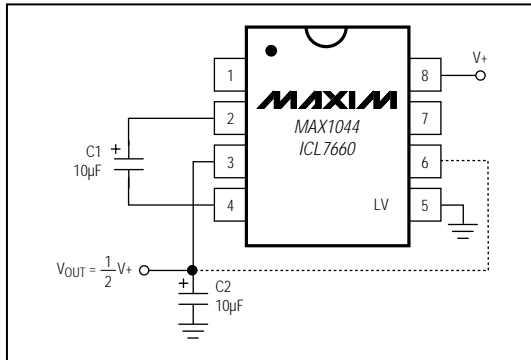 V+
1
8
MAXIM
2
MAX1044
7
ICL7660
C1
+
10µF
3
6
4
LV
5
VOUT = 1/2 V+
+
C2
10µF